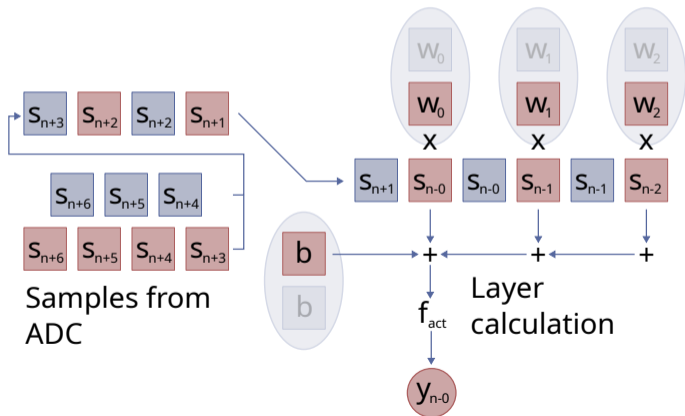 w₀ w₁ w₂
w₀ w₁ w₂
x x x
sₙ₊₃ sₙ₊₂ sₙ₊₂ sₙ₊₁
sₙ₊₁ sₙ₋₀ sₙ₋₀ sₙ₋₁ sₙ₋₁ sₙ₋₂
sₙ₊₆ sₙ₊₅ sₙ₊₄
sₙ₊₆ sₙ₊₅ sₙ₊₄ sₙ₊₃
b + + +
b
Samples from
ADC
Layer
calculation
f_act
yₙ₋₀